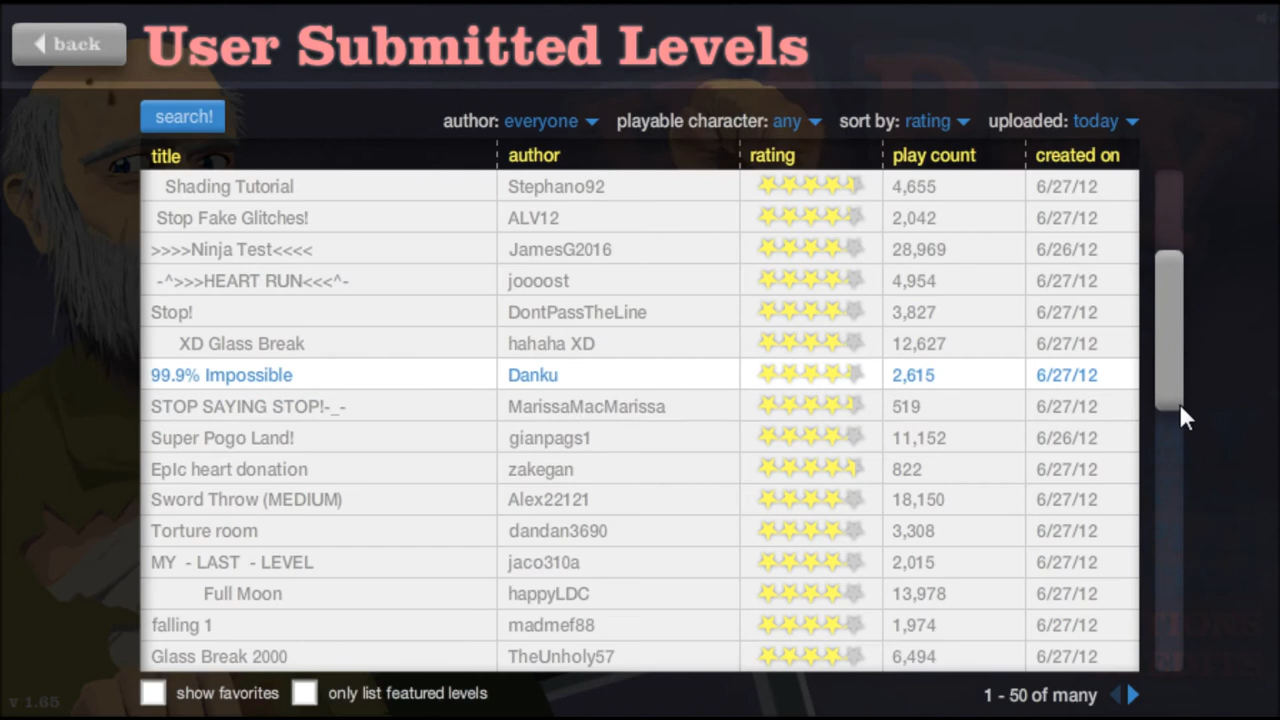 back
User Submitted Levels
search!
author: everyone playable character: any sort by: rating uploaded: today
title author rating play count created on
Shading Tutorial Stephano92 4,655 6/27/12
Stop Fake Glitches! ALV12 2,042 6/27/12
>>>>Ninja Test<<<< JamesG2016 28,969 6/26/12
-^>>>HEART RUN<<<^- joooost 4,954 6/27/12
Stop! DontPassTheLine 3,827 6/27/12
XD Glass Break hahaha XD 12,627 6/27/12
99.9% Impossible Danku 2,615 6/27/12
STOP SAYING STOP!-_- MarissaMacMarissa 519 6/27/12
Super Pogo Land! gianpags1 11,152 6/26/12
EpIc heart donation zakegan 822 6/27/12
Sword Throw (MEDIUM) Alex22121 18,150 6/27/12
Torture room dandan3690 3,308 6/27/12
MY - LAST - LEVEL jaco310a 2,015 6/27/12
Full Moon happyLDC 13,978 6/27/12
falling 1 madmef88 1,974 6/27/12
Glass Break 2000 TheUnholy57 6,494 6/27/12
show favorites only list featured levels 1 - 50 of many
v 1.65